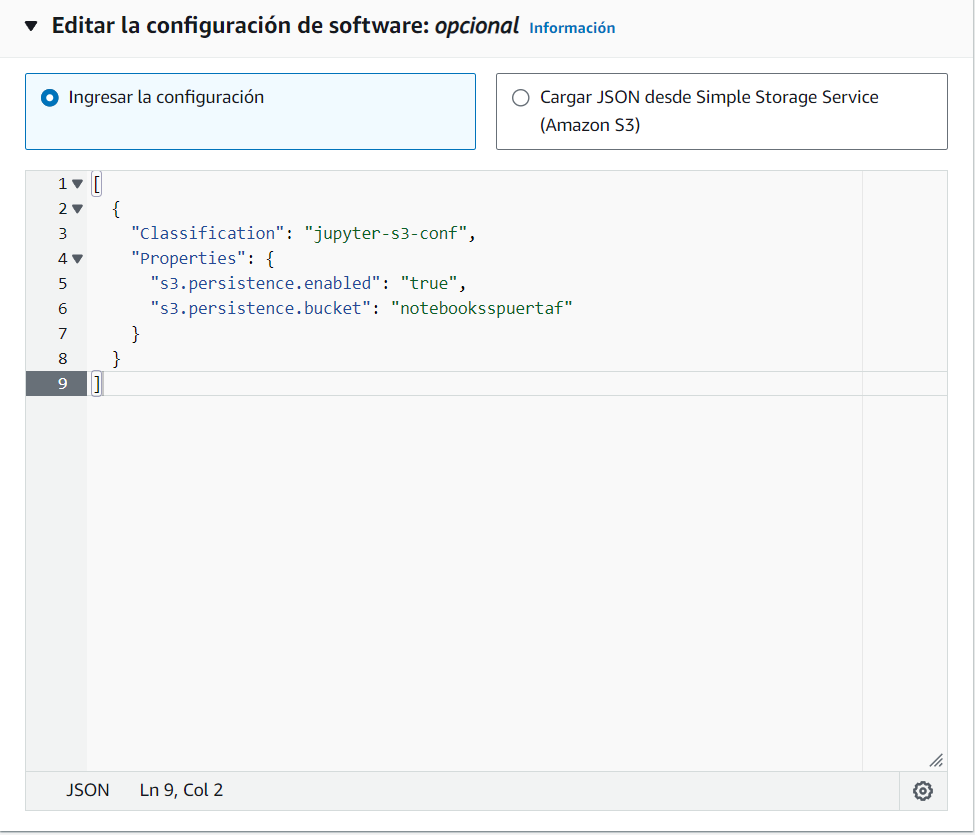 Editar la configuración de software: opcional Información
Ingresar la configuración
Cargar JSON desde Simple Storage Service
(Amazon S3)
1 [
2 {
3 "Classification": "jupyter-s3-conf",
4 "Properties": {
5 "s3.persistence.enabled": "true",
6 "s3.persistence.bucket": "notebooksspuertaf"
7 }
8 }
9 ]
JSON Ln 9, Col 2